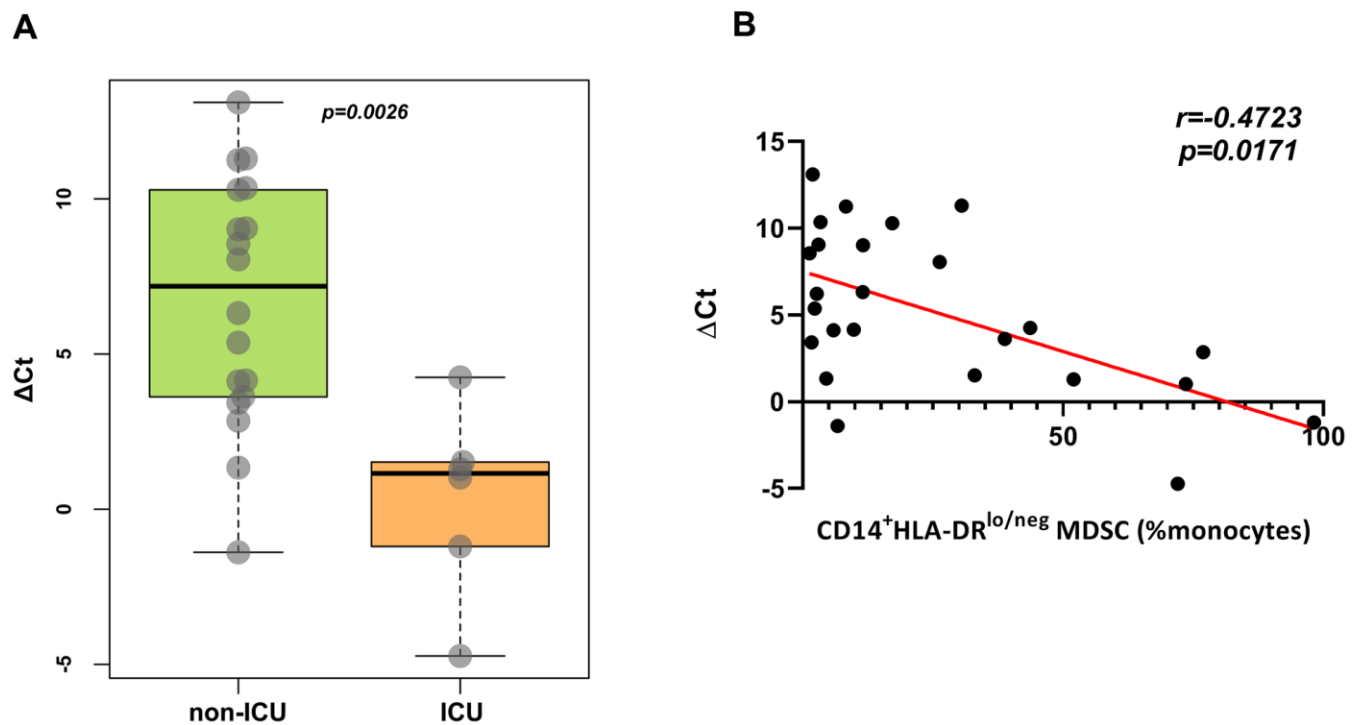 A
p=0.0026
ΔCt
10
5
0
-5
non-ICU
ICU
B
r=-0.4723
p=0.0171
ΔCt
15
10
5
0
-5
50
100
CD14⁺HLA-DRˡᵒ/ⁿᵉᵍ MDSC (%monocytes)